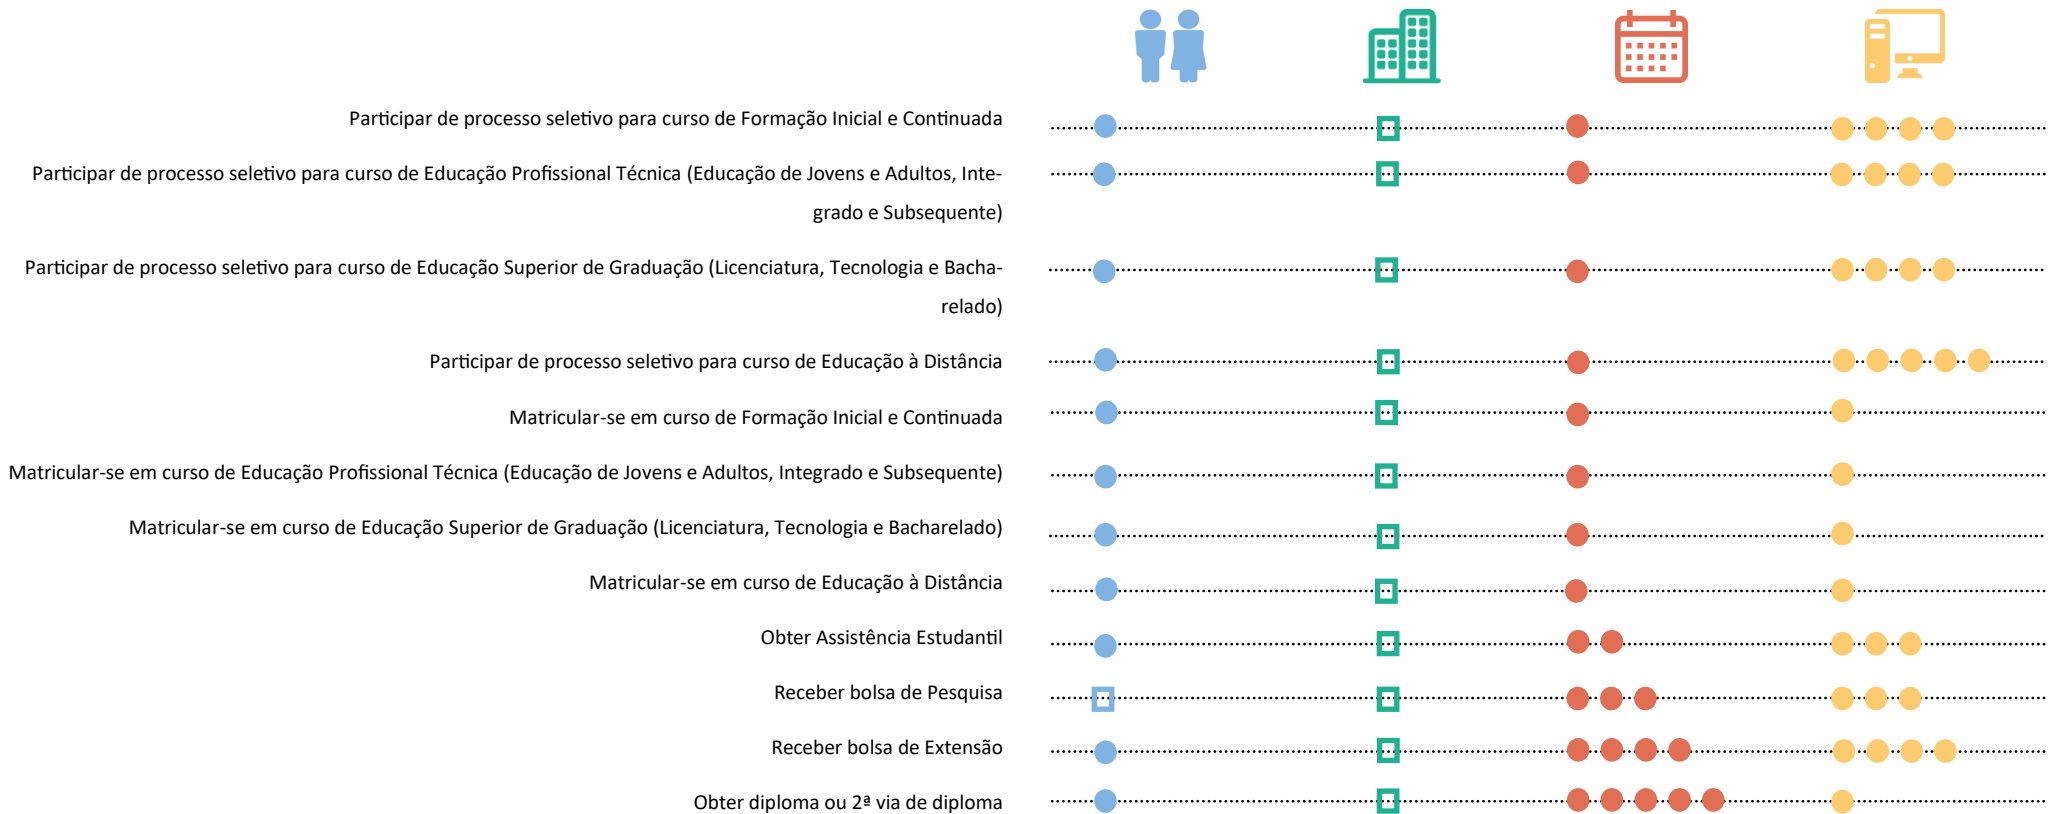 Participar de processo seletivo para curso de Formação Inicial e Continuada
Participar de processo seletivo para curso de Educação Profissional Técnica (Educação de Jovens e Adultos, Inte-
grado e Subsequente)
Participar de processo seletivo para curso de Educação Superior de Graduação (Licenciatura, Tecnologia e Bacha-
relado)
Participar de processo seletivo para curso de Educação à Distância
Matricular-se em curso de Formação Inicial e Continuada
Matricular-se em curso de Educação Profissional Técnica (Educação de Jovens e Adultos, Integrado e Subsequente)
Matricular-se em curso de Educação Superior de Graduação (Licenciatura, Tecnologia e Bacharelado)
Matricular-se em curso de Educação à Distância
Obter Assistência Estudantil
Receber bolsa de Pesquisa
Receber bolsa de Extensão
Obter diploma ou 2ª via de diploma